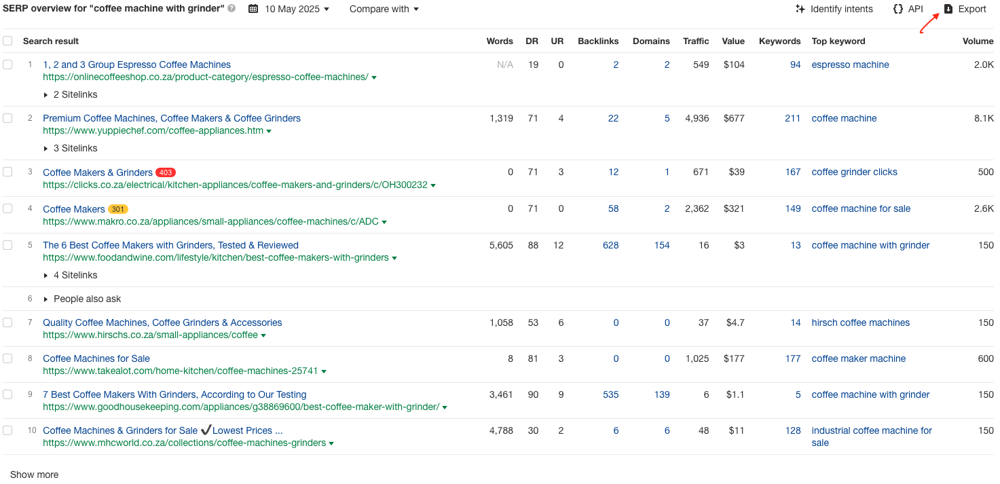 SERP overview for "coffee machine with grinder" ? 10 May 2025 Compare with Identify intents {} API Export
Search result Words DR UR Backlinks Domains Traffic Value Keywords Top keyword Volume
1 1, 2 and 3 Group Espresso Coffee Machines N/A 19 0 2 2 549 $104 94 espresso machine 2.0K
https://onlinecoffeeshop.co.za/product-category/espresso-coffee-machines/
2 Sitelinks
2 Premium Coffee Machines, Coffee Makers & Coffee Grinders 1,319 71 4 22 5 4,936 $677 211 coffee machine 8.1K
https://www.yuppiechef.com/coffee-appliances.htm
3 Sitelinks
3 Coffee Makers & Grinders 403 0 71 3 12 1 671 $39 167 coffee grinder clicks 500
https://clicks.co.za/electrical/kitchen-appliances/coffee-makers-and-grinders/c/OH300232
4 Coffee Makers 301 0 71 0 58 2 2,362 $321 149 coffee machine for sale 2.6K
https://www.makro.co.za/appliances/small-appliances/coffee-machines/c/ADC
5 The 6 Best Coffee Makers with Grinders, Tested & Reviewed 5,605 88 12 628 154 16 $3 13 coffee machine with grinder 150
https://www.foodandwine.com/lifestyle/kitchen/best-coffee-makers-with-grinders
4 Sitelinks
6 People also ask
7 Quality Coffee Machines, Coffee Grinders & Accessories 1,058 53 6 0 0 37 $4.7 14 hirsch coffee machines 150
https://www.hirschs.co.za/small-appliances/coffee
8 Coffee Machines for Sale 8 81 3 0 0 1,025 $177 177 coffee maker machine 600
https://www.takealot.com/home-kitchen/coffee-machines-25741
9 7 Best Coffee Makers With Grinders, According to Our Testing 3,461 90 9 535 139 6 $1.1 5 coffee machine with grinder 150
https://www.goodhousekeeping.com/appliances/g38869600/best-coffee-maker-with-grinder/
10 Coffee Machines & Grinders for Sale ✔Lowest Prices ... 4,788 30 2 6 6 48 $11 128 industrial coffee machine for 150
https://www.mhcworld.co.za/collections/coffee-machines-grinders sale
Show more